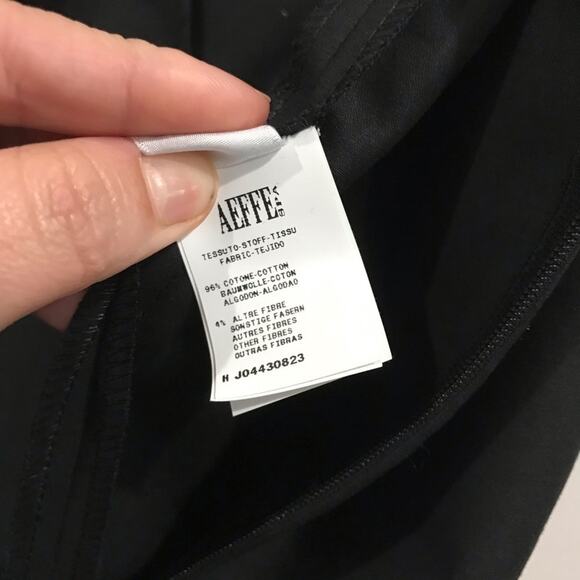 AEFFE SPA
TESSUTO-STOFF-TISSU
FABRIC-TEJIDO
96% COTONE-COTTON
BAUMWOLLE-COTON
ALGODON-ALGODAO
4% ALTRE FIBRE
SONSTIGE FASERN
AUTRES FIBRES
OTHER FIBRES
OUTRAS FIBRAS
H J04430823